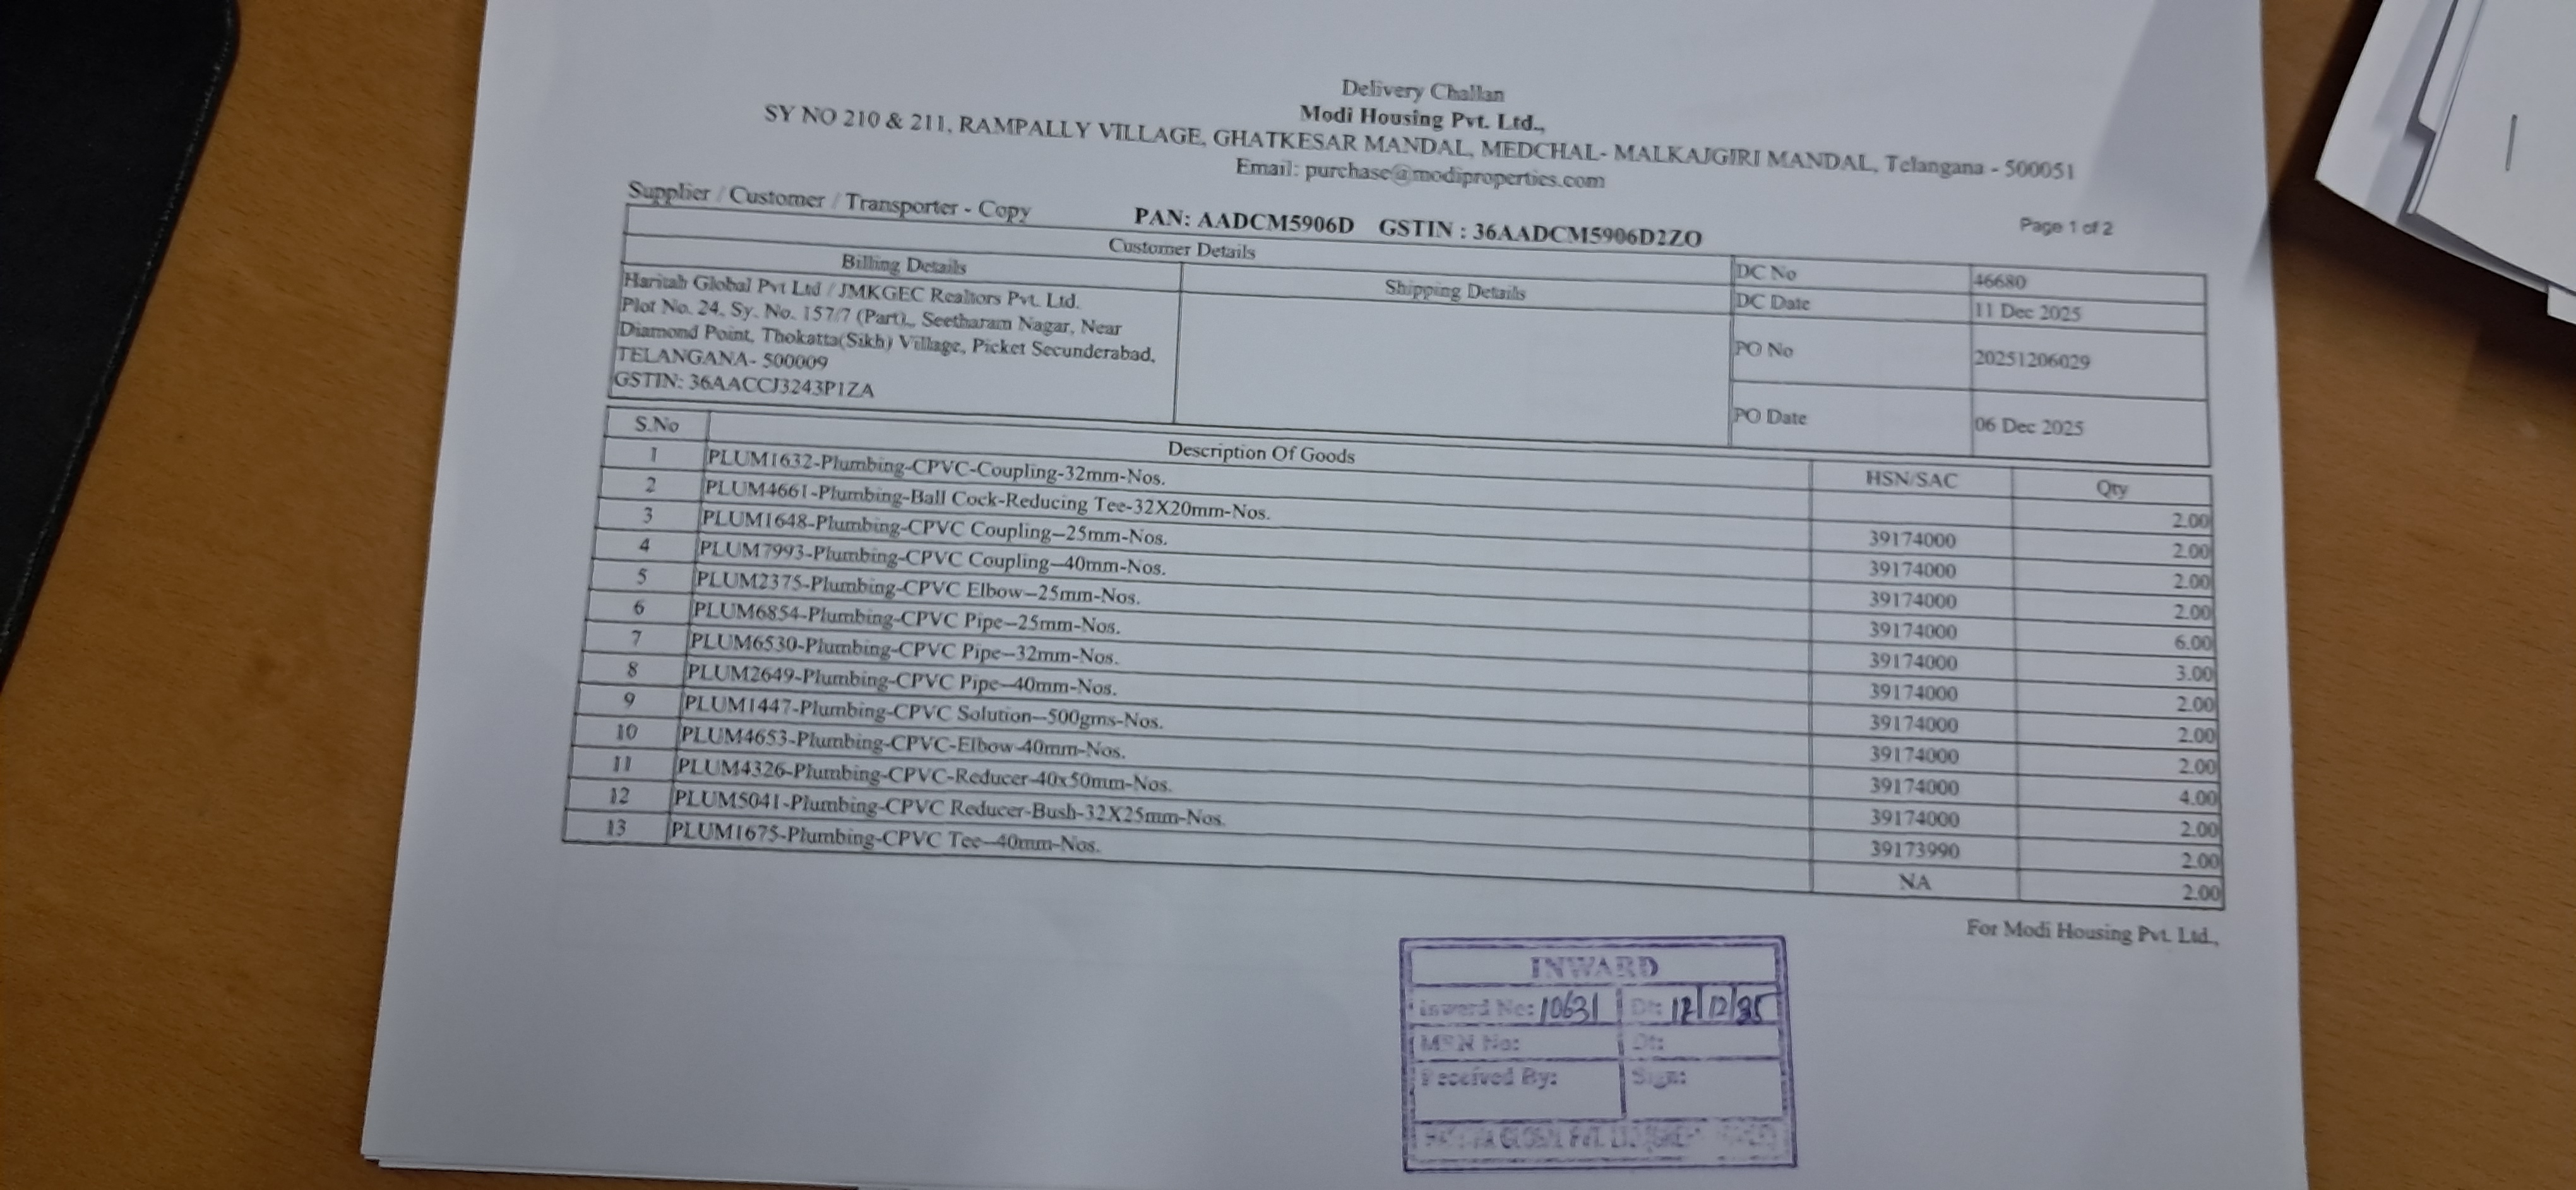 Delivery Challan
Modi Housing Pvt. Ltd.,
SY NO 210 & 211, RAMPALLY VILLAGE, GHATKESAR MANDAL, MEDCHAL- MALKAJGIRI MANDAL, Telangana - 500051
Email: purchase@modiproperties.com
Supplier / Customer / Transporter - Copy PAN: AADCM5906D GSTIN : 36AADCM5906D2ZO Page 1 of 2
Customer Details
Billing Details Shipping Details
Haritah Global Pvt Ltd / JMKGEC Realtors Pvt. Ltd.
Plot No. 24, Sy. No. 157/7 (Part),, Seetharam Nagar, Near
Diamond Point, Thokatta(Sikh) Village, Picket Secunderabad,
TELANGANA- 500009
GSTIN: 36AACCJ3243P1ZA
DC No 46680
DC Date 11 Dec 2025
PO No 20251206029
PO Date 06 Dec 2025
S.No Description Of Goods HSN/SAC Qty
1 PLUM1632-Plumbing-CPVC-Coupling-32mm-Nos. 2.00
2 PLUM4661-Plumbing-Ball Cock-Reducing Tee-32X20mm-Nos. 39174000 2.00
3 PLUM1648-Plumbing-CPVC Coupling--25mm-Nos. 39174000 2.00
4 PLUM7993-Plumbing-CPVC Coupling--40mm-Nos. 39174000 2.00
5 PLUM2375-Plumbing-CPVC Elbow--25mm-Nos. 39174000 6.00
6 PLUM6854-Plumbing-CPVC Pipe--25mm-Nos. 39174000 3.00
7 PLUM6530-Plumbing-CPVC Pipe--32mm-Nos. 39174000 2.00
8 PLUM2649-Plumbing-CPVC Pipe--40mm-Nos. 39174000 2.00
9 PLUM1447-Plumbing-CPVC Solution--500gms-Nos. 39174000 2.00
10 PLUM4653-Plumbing-CPVC-Elbow-40mm-Nos. 39174000 4.00
11 PLUM4326-Plumbing-CPVC-Reducer-40x50mm-Nos. 39174000 2.00
12 PLUM5041-Plumbing-CPVC Reducer-Bush-32X25mm-Nos. 39173990 2.00
13 PLUM1675-Plumbing-CPVC Tee--40mm-Nos. NA 2.00
For Modi Housing Pvt. Ltd.,
INWARD
Inward No: 10631 Dt: 12/12/25
MRN No: Dt:
Received By: Sign:
GLOBAL PVT. LTD